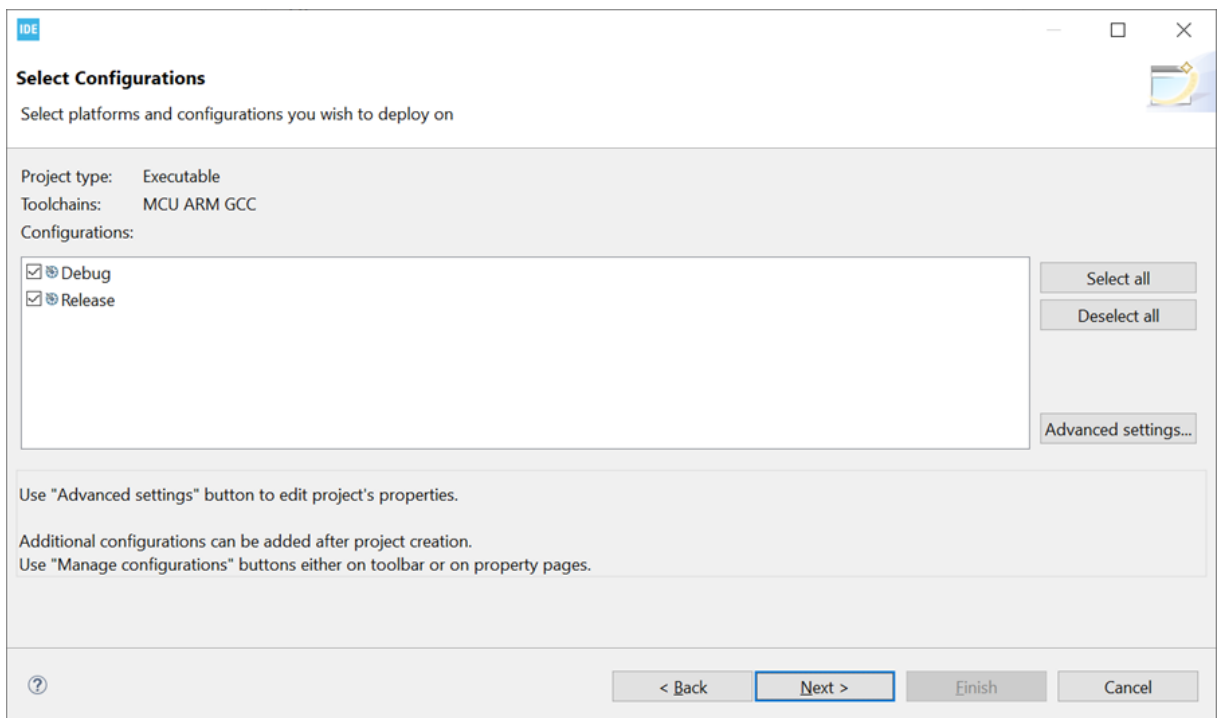 IDE
Select Configurations
Select platforms and configurations you wish to deploy on
Project type: Executable
Toolchains: MCU ARM GCC
Configurations:
Debug
Release
Select all
Deselect all
Advanced settings...
Use "Advanced settings" button to edit project's properties.
Additional configurations can be added after project creation.
Use "Manage configurations" buttons either on toolbar or on property pages.
?
< Back
Next >
Finish
Cancel